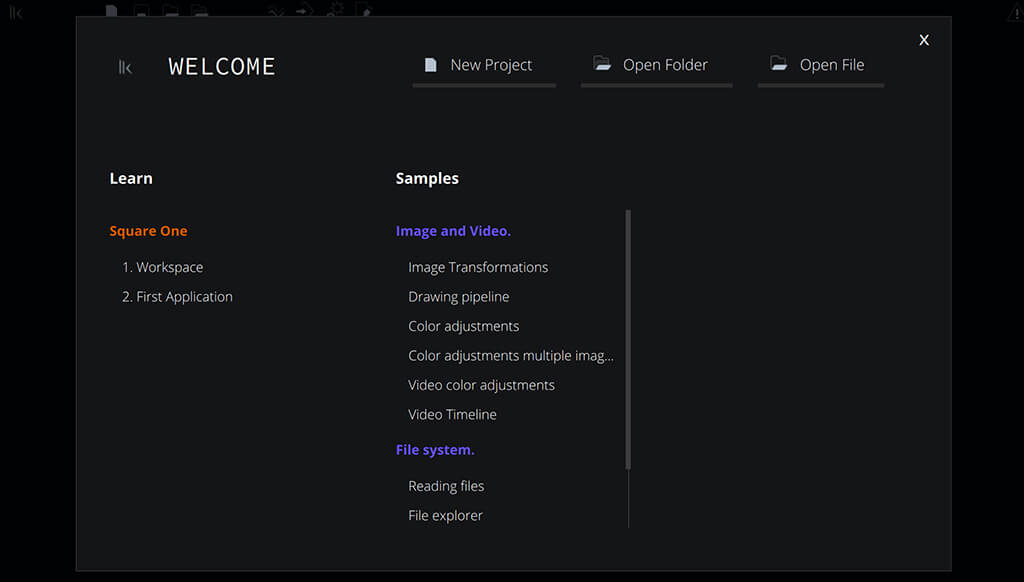 WELCOME
New Project
Open Folder
Open File
X
Learn
Square One
1. Workspace
2. First Application
Samples
Image and Video.
Image Transformations
Drawing pipeline
Color adjustments
Color adjustments multiple imag...
Video color adjustments
Video Timeline
File system.
Reading files
File explorer